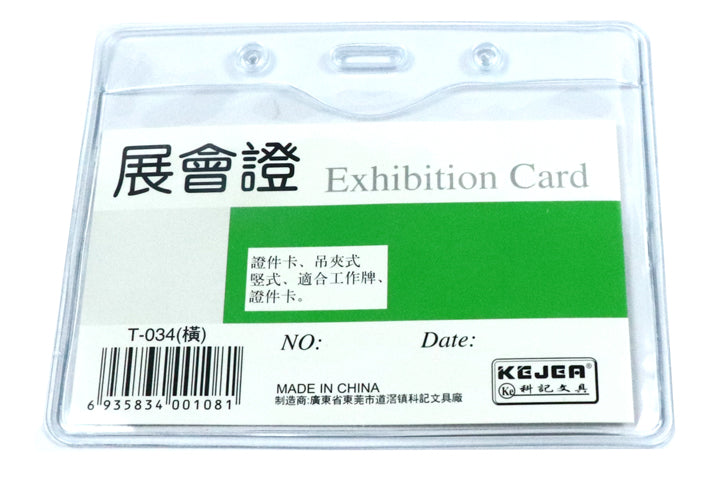 展會證 Exhibition Card
證件卡、吊夾式
竪式、適合工作牌、
證件卡。
T-034(橫)
NO: Date:
6 935834 001081
MADE IN CHINA
制造商:廣東省東莞市道滘镇科記文具廠
KEJEA®
Ke 科記文具